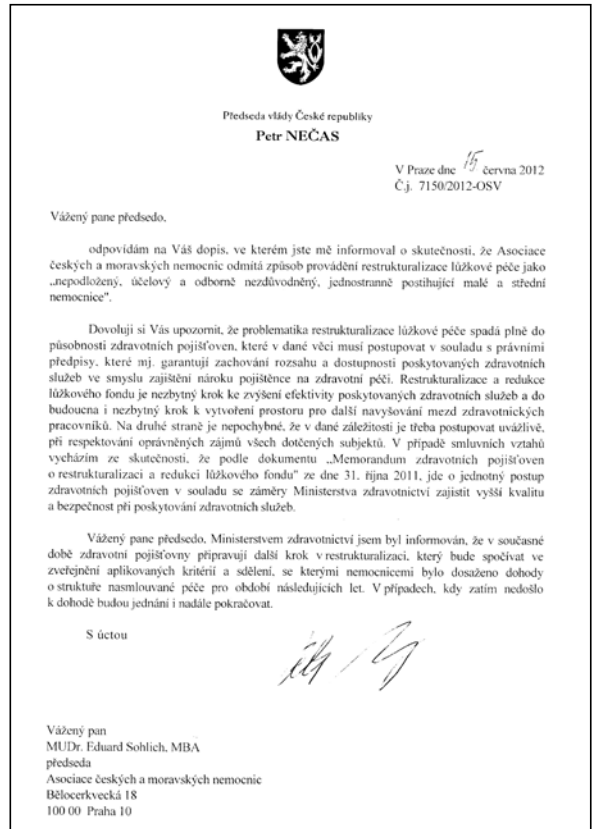 Předseda vlády České republiky
Petr NEČAS
V Praze dne 15 června 2012
Č.j. 7150/2012-OSV
Vážený pane předsedo,
odpovídám na Váš dopis, ve kterém jste mě informoval o skutečnosti, že Asociace
českých a moravských nemocnic odmítá způsob provádění restrukturalizace lůžkové péče jako
„nepodložený, účelový a odborně nezdůvodněný, jednostranně postihující malé a střední
nemocnice".
Dovoluji si Vás upozornit, že problematika restrukturalizace lůžkové péče spadá plně do
působnosti zdravotních pojišťoven, které v dané věci musí postupovat v souladu s právními
předpisy, které mj. garantují zachování rozsahu a dostupnosti poskytovaných zdravotních
služeb ve smyslu zajištění nároku pojištěnce na zdravotní péči. Restrukturalizace a redukce
lůžkového fondu je nezbytný krok ke zvýšení efektivity poskytovaných zdravotních služeb a do
budoucna i nezbytný krok k vytvoření prostoru pro další navyšování mezd zdravotnických
pracovníků. Na druhé straně je nepochybné, že v dané záležitosti je třeba postupovat uvážlivě,
při respektování oprávněných zájmů všech dotčených subjektů. V případě smluvních vztahů
vycházím ze skutečnosti, že podle dokumentu „Memorandum zdravotních pojišťoven
o restrukturalizaci a redukci lůžkového fondu" ze dne 31. října 2011, jde o jednotný postup
zdravotních pojišťoven v souladu se záměry Ministerstva zdravotnictví zajistit vyšší kvalitu
a bezpečnost při poskytování zdravotních služeb.
Vážený pane předsedo, Ministerstvem zdravotnictví jsem byl informován, že v současné
době zdravotní pojišťovny připravují další krok v restrukturalizaci, který bude spočívat ve
zveřejnění aplikovaných kritérií a sdělení, se kterými nemocnicemi bylo dosaženo dohody
o struktuře nasmlouvané péče pro období následujících let. V případech, kdy zatím nedošlo
k dohodě budou jednání i nadále pokračovat.
S úctou
Vážený pan
MUDr. Eduard Sohlich, MBA
předseda
Asociace českých a moravských nemocnic
Bělocerkvecká 18
100 00 Praha 10